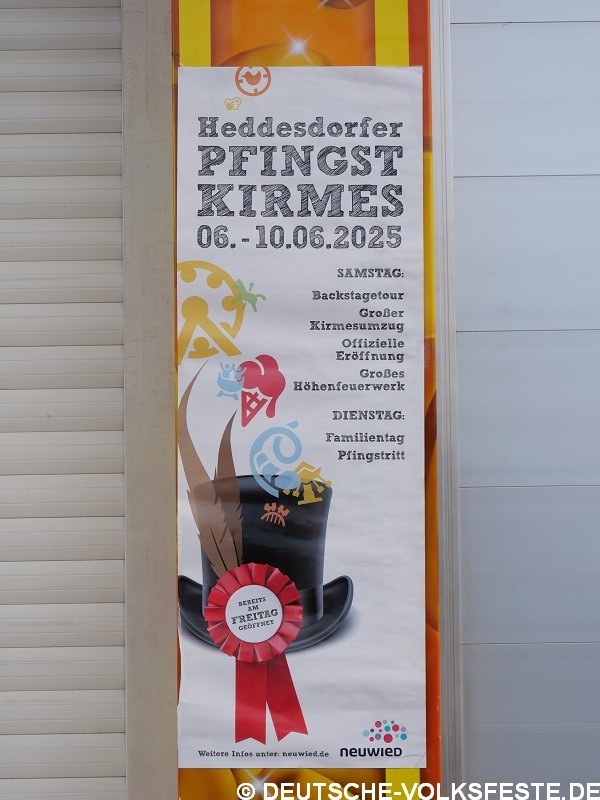 Heddesdorfer
PFINGST
KIRMES
06. - 10.06.2025
SAMSTAG:
Backstagetour
Großer
Kirmesumzug
Offizielle
Eröffnung
Großes
Höhenfeuerwerk
DIENSTAG:
Familientag
Pfingstritt
BEREITS
AM
FREITAG
GEÖFFNET
Weitere Infos unter: neuwied.de
neuwied
© DEUTSCHE-VOLKSFESTE.DE